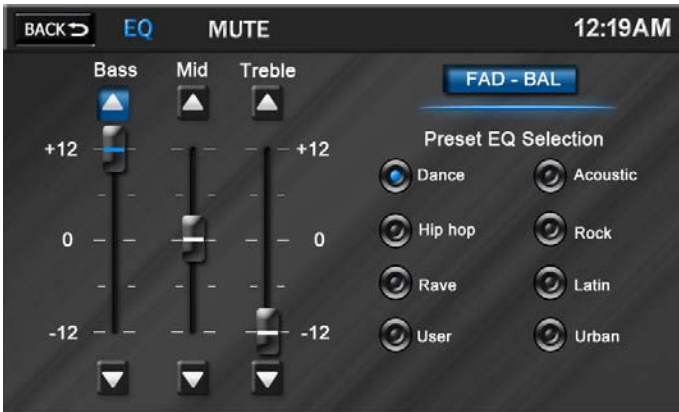 BACK EQ MUTE 12:19AM
Bass Mid Treble
FAD - BAL
+12 +12
Preset EQ Selection
Dance Acoustic
Hip hop Rock
0 0
Rave Latin
-12 -12
User Urban